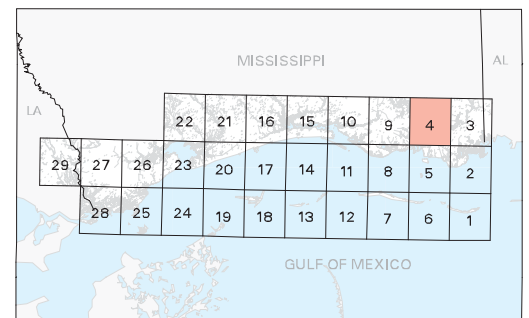 MISSISSIPPI
AL
LA
22 21 16 15 10 9 4 3
29 27 26 23 20 17 14 11 8 5 2
28 25 24 19 18 13 12 7 6 1
GULF OF MEXICO